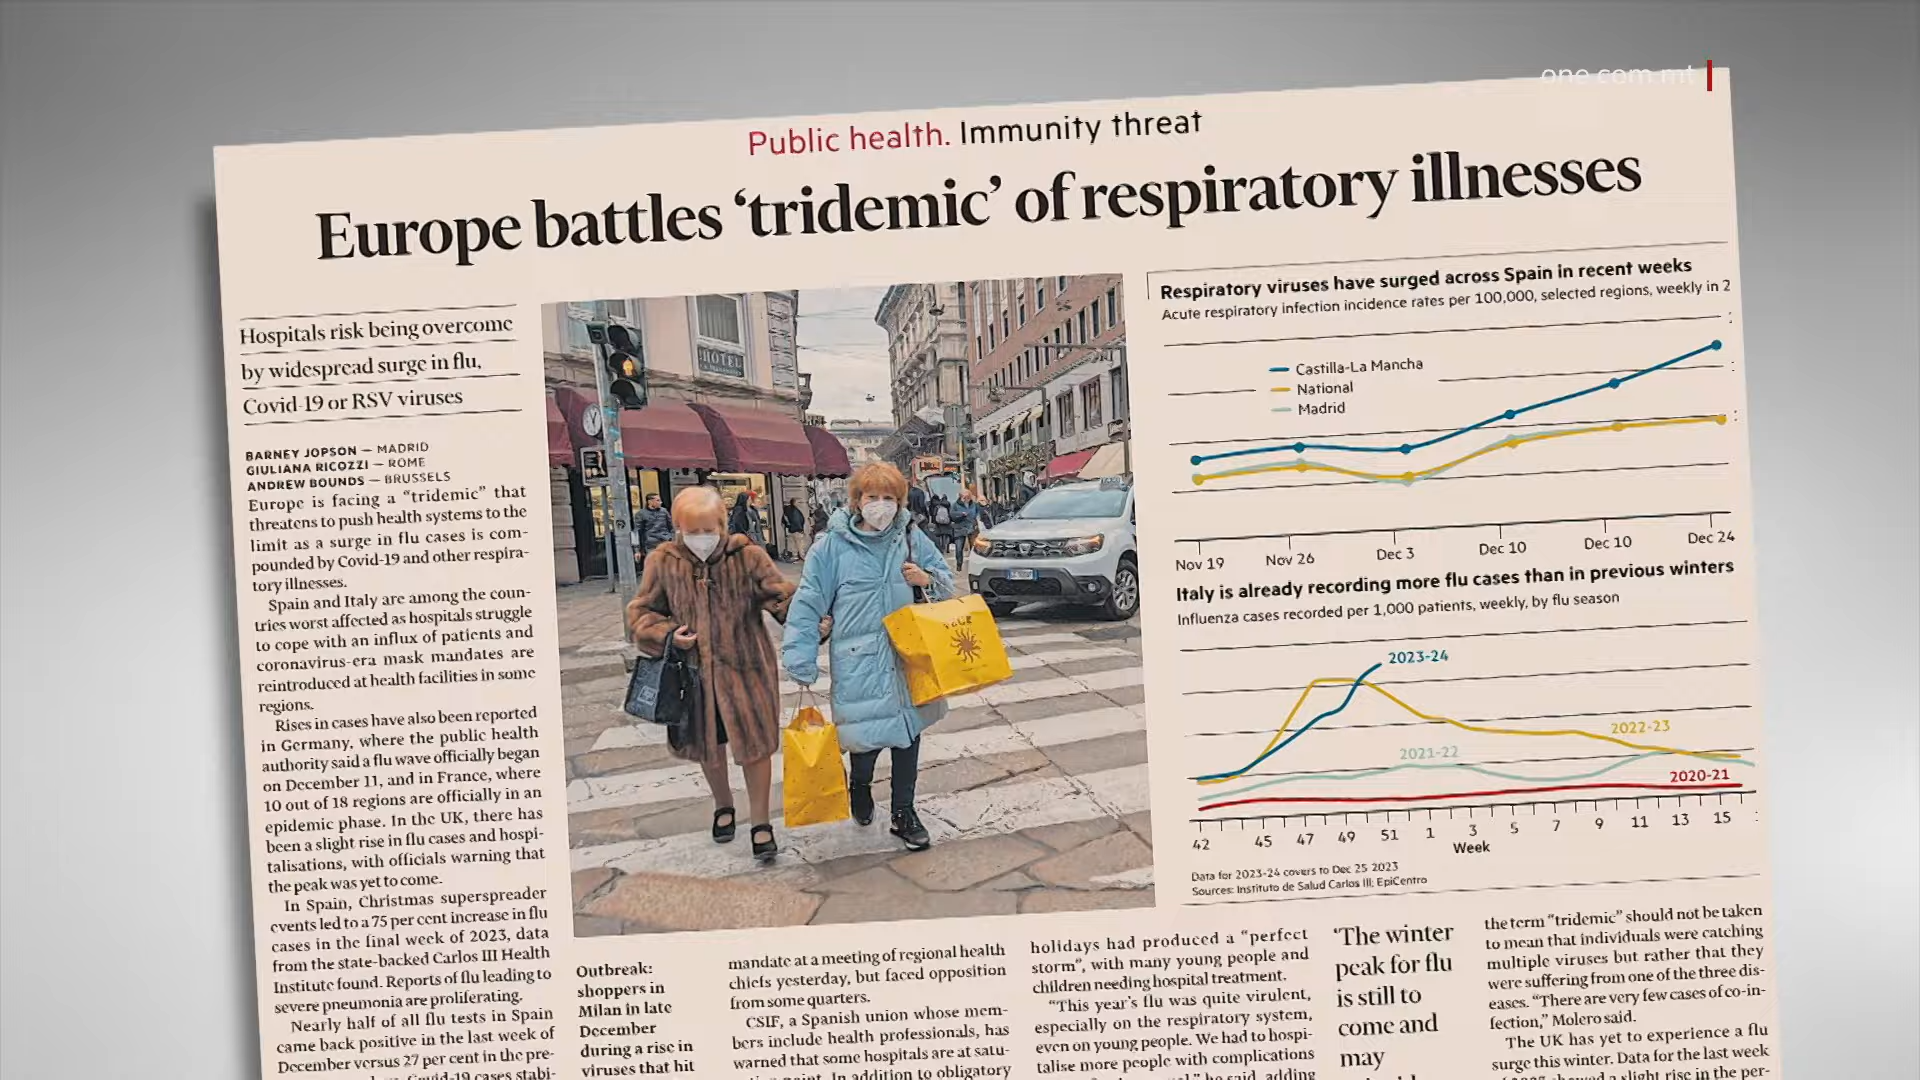 one.com.mt
Public health. Immunity threat
Europe battles ‘tridemic’ of respiratory illnesses
Hospitals risk being overcome
by widespread surge in flu,
Covid-19 or RSV viruses
BARNEY JOPSON — MADRID
GIULIANA RICOZZI — ROME
ANDREW BOUNDS — BRUSSELS
Europe is facing a “tridemic” that
threatens to push health systems to the
limit as a surge in flu cases is com-
pounded by Covid-19 and other respira-
tory illnesses.
Spain and Italy are among the coun-
tries worst affected as hospitals struggle
to cope with an influx of patients and
coronavirus-era mask mandates are
reintroduced at health facilities in some
regions.
Rises in cases have also been reported
in Germany, where the public health
authority said a flu wave officially began
on December 11, and in France, where
10 out of 18 regions are officially in an
epidemic phase. In the UK, there has
been a slight rise in flu cases and hospi-
talisations, with officials warning that
the peak was yet to come.
In Spain, Christmas superspreader
events led to a 75 per cent increase in flu
cases in the final week of 2023, data
from the state-backed Carlos III Health
Institute found. Reports of flu leading to
severe pneumonia are proliferating.
Nearly half of all flu tests in Spain
came back positive in the last week of
December versus 27 per cent in the pre-
Covid-19 cases stabi-
HOTEL
TAXI
Outbreak:
shoppers in
Milan in late
December
during a rise in
viruses that hit
mandate at a meeting of regional health
chiefs yesterday, but faced opposition
from some quarters.
CSIF, a Spanish union whose mem-
bers include health professionals, has
warned that some hospitals are at satu-
point. In addition to obligatory
holidays had produced a “perfect
storm”, with many young people and
children needing hospital treatment.
“This year’s flu was quite virulent,
especially on the respiratory system,
even on young people. We had to hospi-
talise more people with complications
he said, adding
‘The winter
peak for flu
is still to
come and
may
the term “tridemic” should not be taken
to mean that individuals were catching
multiple viruses but rather that they
were suffering from one of the three dis-
eases. “There are very few cases of co-in-
fection,” Molero said.
The UK has yet to experience a flu
surge this winter. Data for the last week
showed a slight rise in the per-
Respiratory viruses have surged across Spain in recent weeks
Acute respiratory infection incidence rates per 100,000, selected regions, weekly in 2
Castilla-La Mancha
National
Madrid
Nov 19 Nov 26 Dec 3 Dec 10 Dec 10 Dec 24
Italy is already recording more flu cases than in previous winters
Influenza cases recorded per 1,000 patients, weekly, by flu season
2023-24
2022-23
2021-22
2020-21
42 45 47 49 51 1 3 5 7 9 11 13 15
Week
Data for 2023-24 covers to Dec 25 2023
Sources: Instituto de Salud Carlos III; EpiCentro